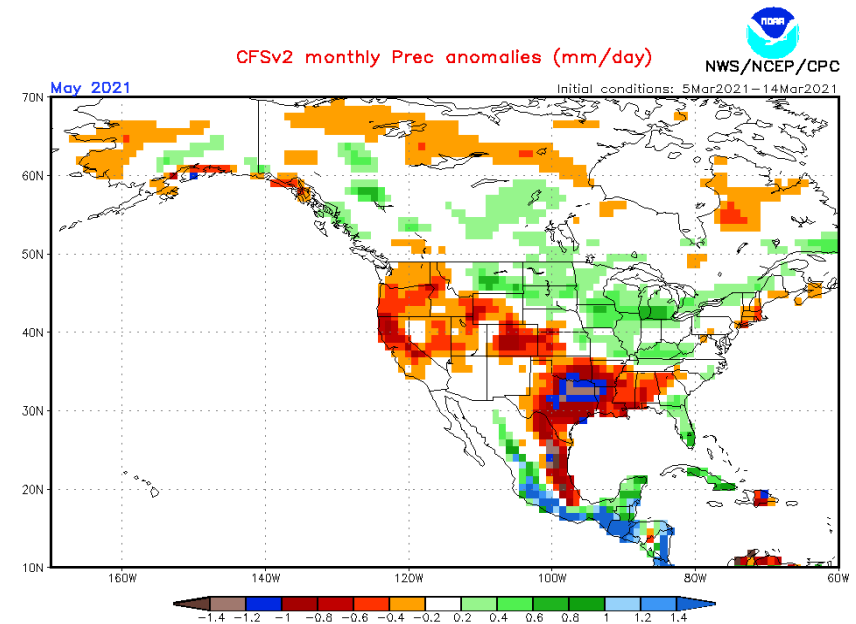 NOAA
CFSv2 monthly Prec anomalies (mm/day)
NWS/NCEP/CPC
May 2021
Initial conditions: 5Mar2021-14Mar2021
70N
60N
50N
40N
30N
20N
10N
160W 140W 120W 100W 80W 60W
-1.4 -1.2 -1 -0.8 -0.6 -0.4 -0.2 0.2 0.4 0.6 0.8 1 1.2 1.4